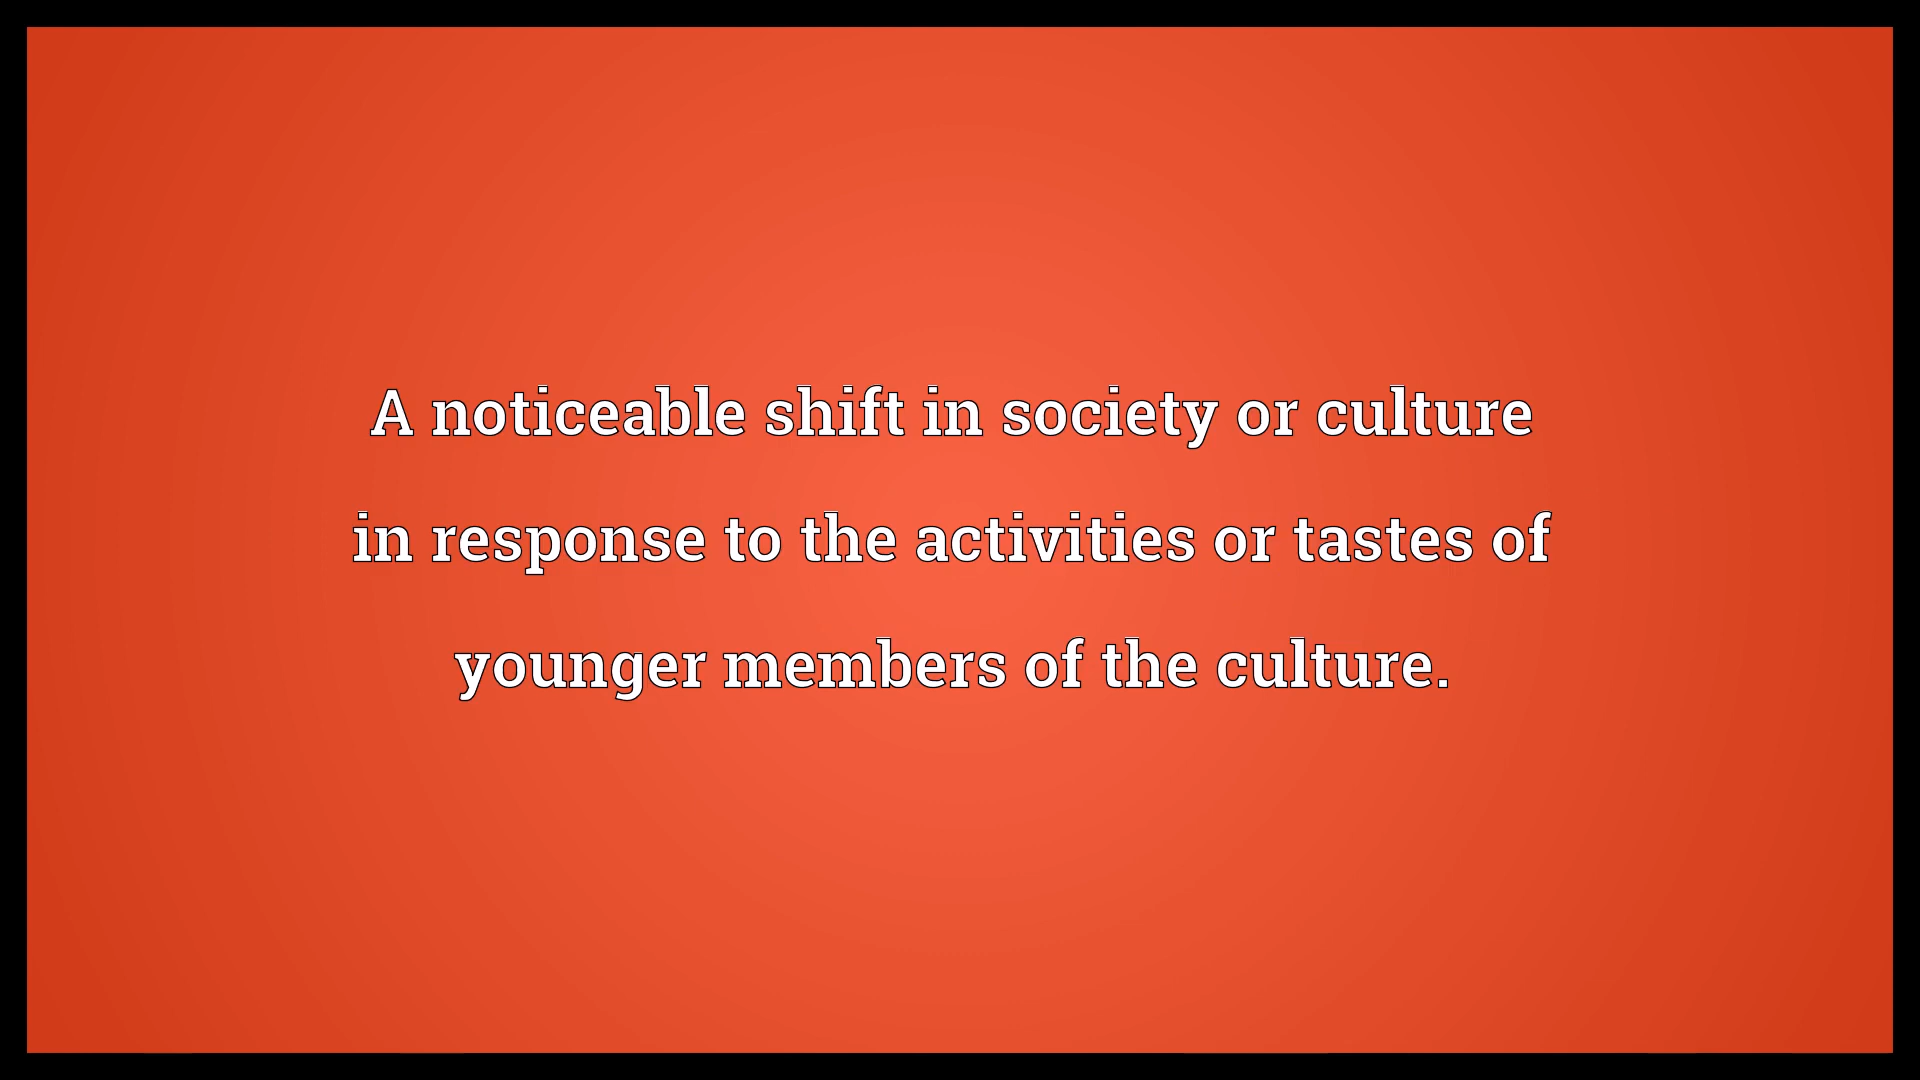 A noticeable shift in society or culture
in response to the activities or tastes of
younger members of the culture.